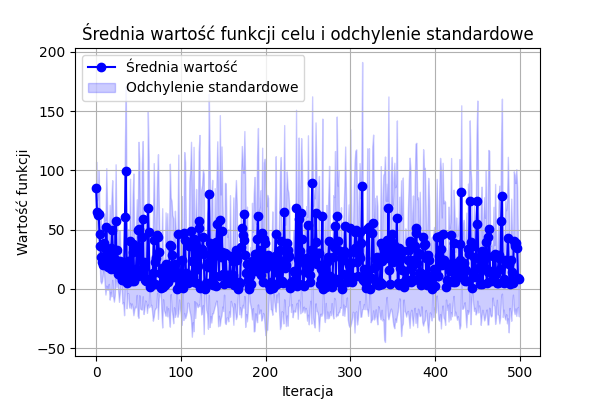 Średnia wartość funkcji celu i odchylenie standardowe
Średnia wartość
Odchylenie standardowe
Wartość funkcji
200
150
100
50
0
−50
0 100 200 300 400 500
Iteracja